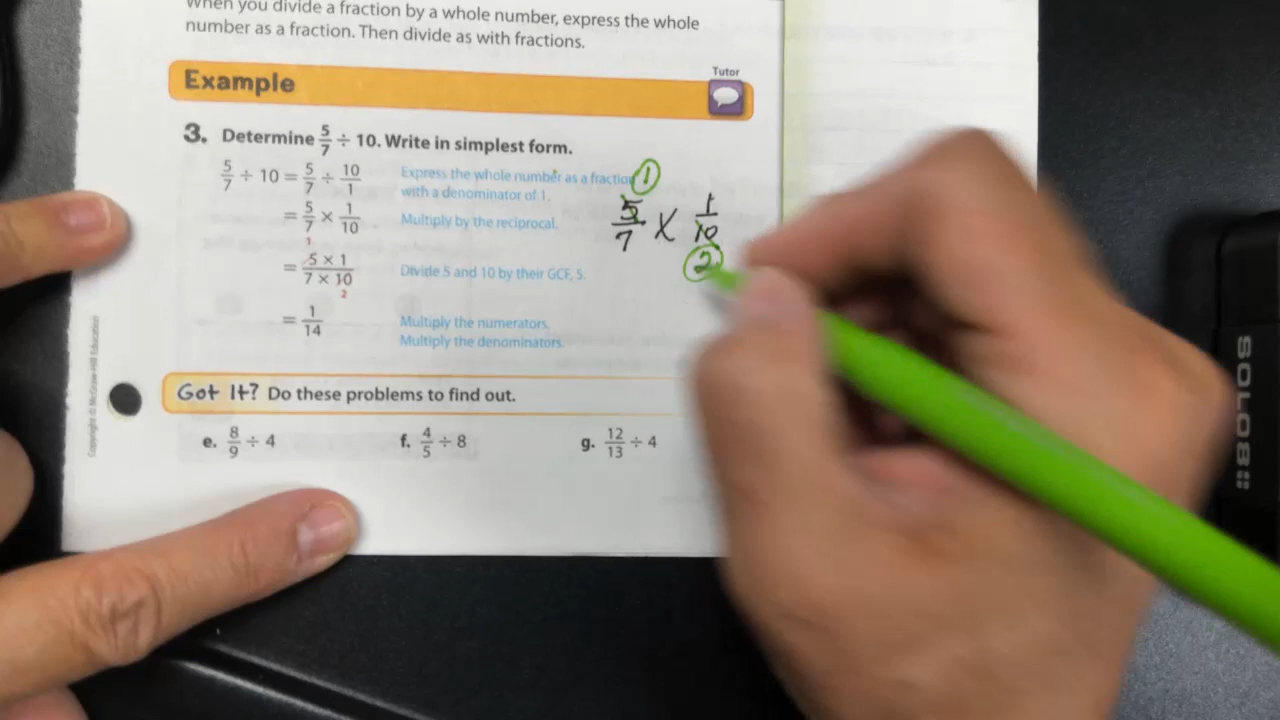 When you divide a fraction by a whole number, express the whole
number as a fraction. Then divide as with fractions.
Tutor
Example
3. Determine 5/7 ÷ 10. Write in simplest form.
5/7 ÷ 10 = 5/7 ÷ 10/1 Express the whole number as a fraction
with a denominator of 1.
= 5/7 × 1/10 Multiply by the reciprocal.
1
= 5 × 1 / 7 × 10 Divide 5 and 10 by their GCF, 5.
2
= 1/14 Multiply the numerators.
Multiply the denominators.
1
5/7 × 1/10
2
Got It? Do these problems to find out.
e. 8/9 ÷ 4 f. 4/5 ÷ 8 g. 12/13 ÷ 4
Copyright © McGraw-Hill Education
SOLO8